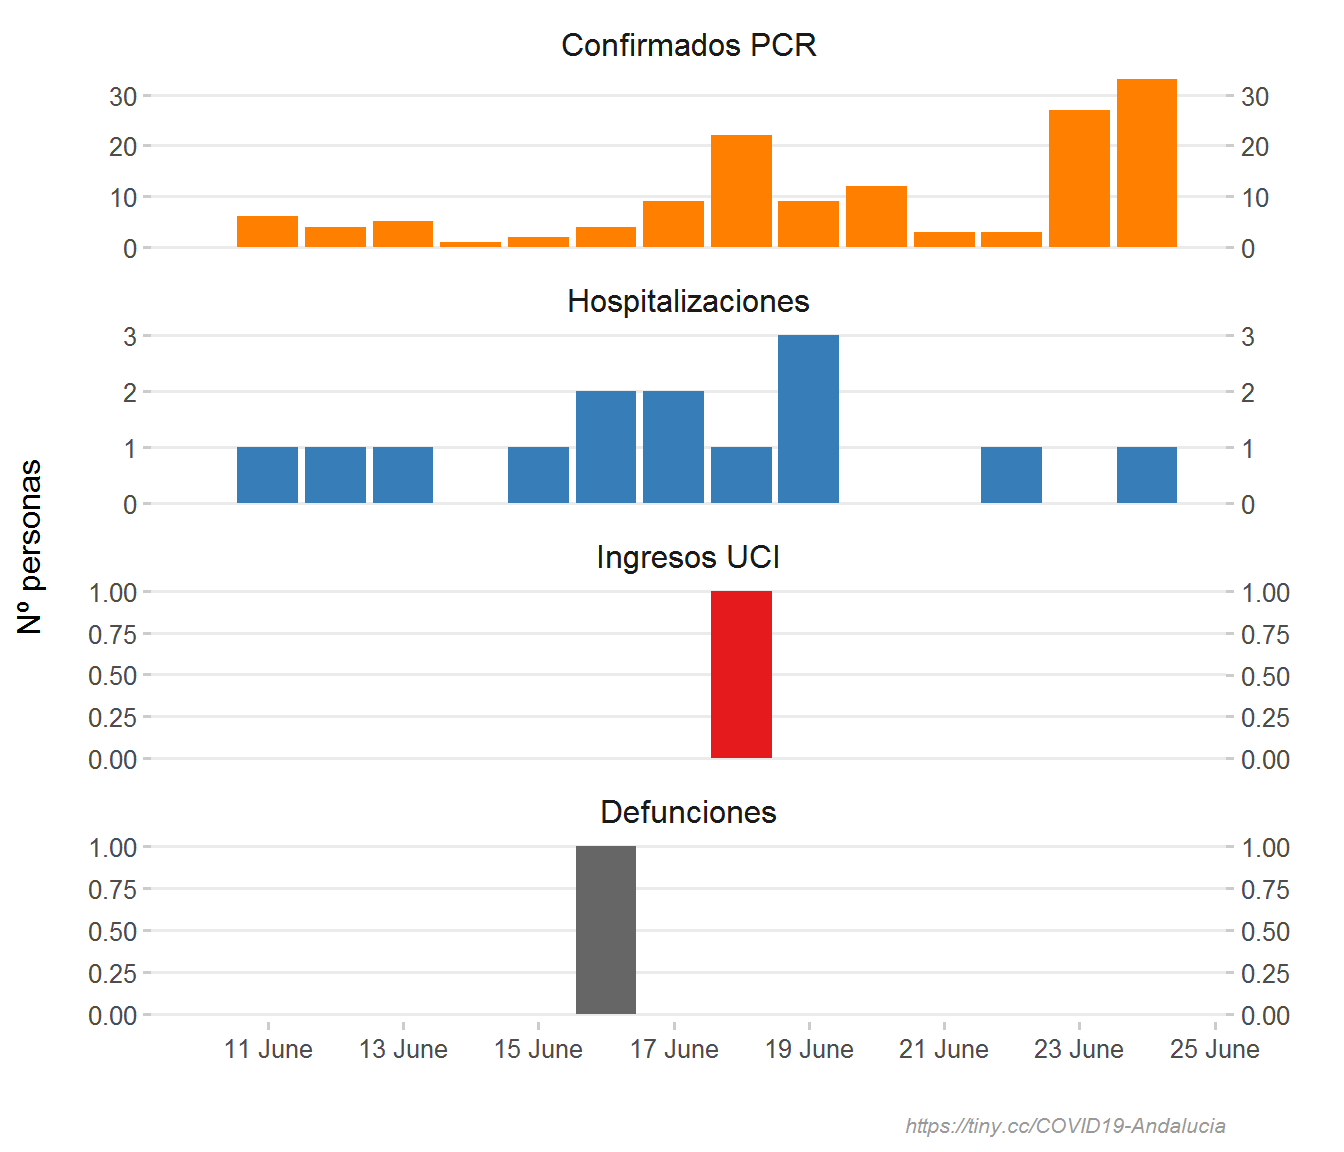 Confirmados PCR
30 30
20 20
10 10
0 0
Hospitalizaciones
3 3
2 2
1 1
0 0
Nº personas
Ingresos UCI
1.00 1.00
0.75 0.75
0.50 0.50
0.25 0.25
0.00 0.00
Defunciones
1.00 1.00
0.75 0.75
0.50 0.50
0.25 0.25
0.00 0.00
11 June 13 June 15 June 17 June 19 June 21 June 23 June 25 June
https://tiny.cc/COVID19-Andalucia